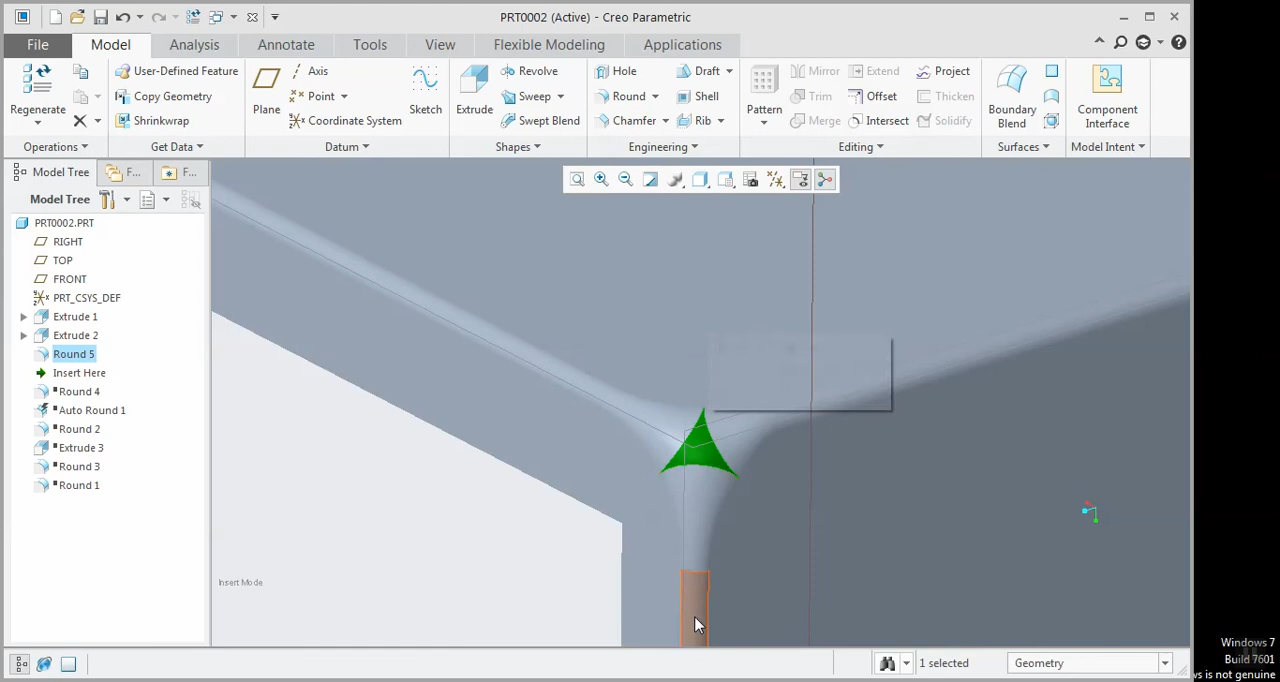 PRT0002 (Active) - Creo Parametric
File Model Analysis Annotate Tools View Flexible Modeling Applications
User-Defined Feature Axis Revolve Hole Draft Mirror Extend Project
Copy Geometry Point Sweep Round Shell Trim Offset Thicken
Shrinkwrap Coordinate System Swept Blend Chamfer Rib Merge Intersect Solidify
Regenerate Plane Sketch Extrude Pattern Boundary Blend Component Interface
Operations Get Data Datum Shapes Engineering Editing Surfaces Model Intent
Model Tree F... F...
Model Tree
PRT0002.PRT
RIGHT
TOP
FRONT
PRT_CSYS_DEF
Extrude 1
Extrude 2
Round 5
Insert Here
Round 4
Auto Round 1
Round 2
Extrude 3
Round 3
Round 1
Insert Mode
1 selected
Geometry
Windows 7
Build 7601
ws is not genuine